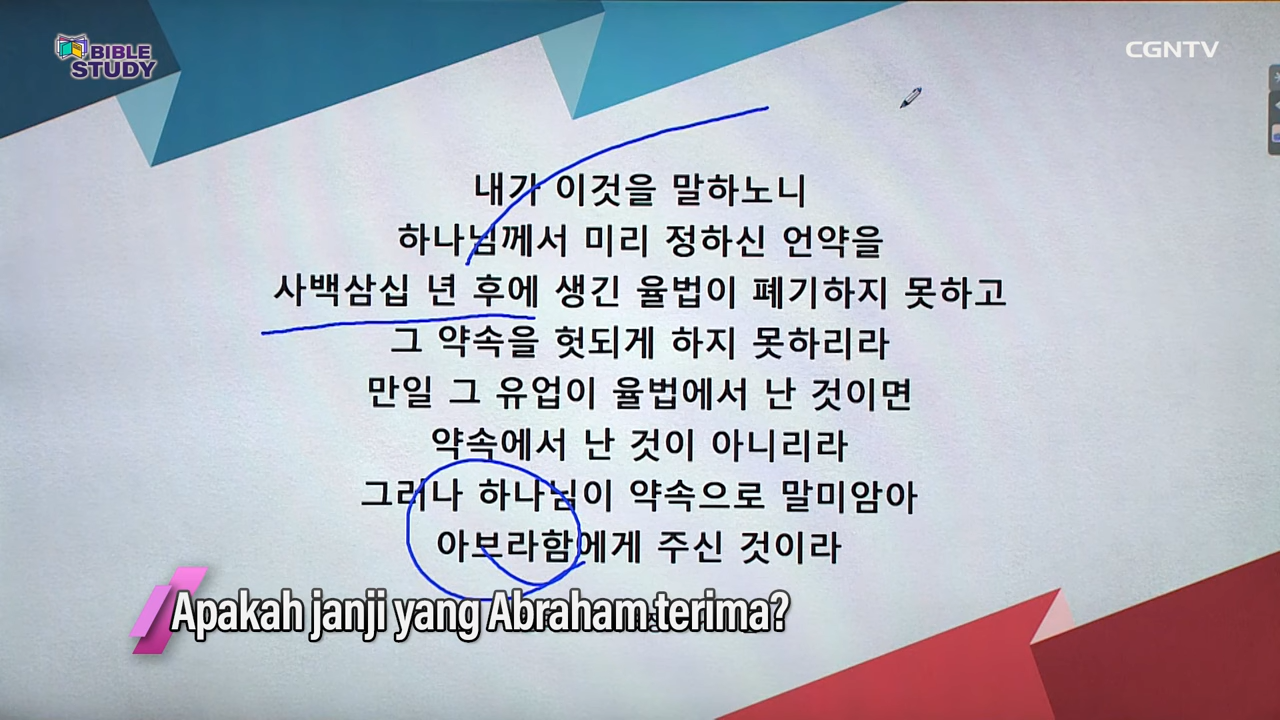 BIBLE
STUDY
CGNTV
내가 이것을 말하노니
하나님께서 미리 정하신 언약을
사백삼십 년 후에 생긴 율법이 폐기하지 못하고
그 약속을 헛되게 하지 못하리라
만일 그 유업이 율법에서 난 것이면
약속에서 난 것이 아니리라
그러나 하나님이 약속으로 말미암아
아브라함에게 주신 것이라
Apakah janji yang Abraham terima?